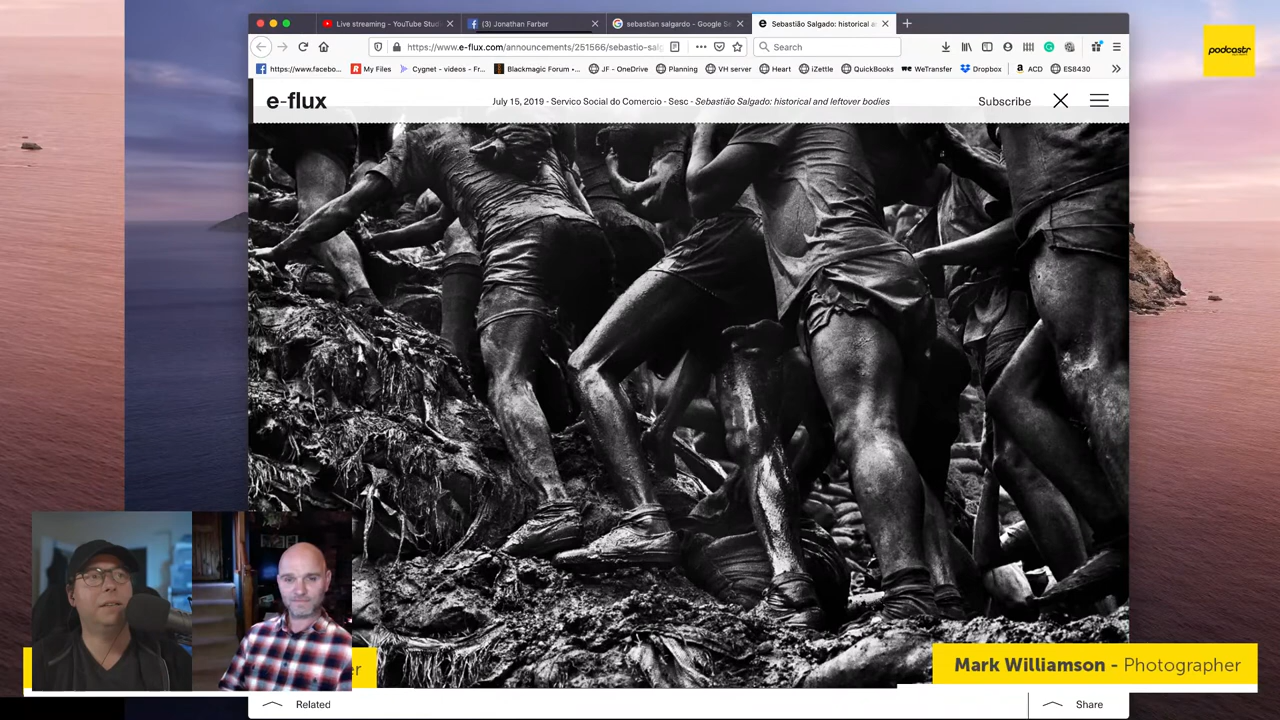 Live streaming - YouTube Stud
(3) Jonathan Farber
sebastian salgardo - Google S
Sebastião Salgado: historical a
podcastr
https://www.e-flux.com/announcements/251566/sebastio-salg
Search
https://www.facebo...
My Files
Cygnet - videos - Fr...
Blackmagic Forum •...
JF - OneDrive
Planning
VH server
Heart
iZettle
QuickBooks
WeTransfer
Dropbox
ACD
ES8430
e-flux
July 15, 2019 - Servico Social do Comercio - Sesc - Sebastião Salgado: historical and leftover bodies
Subscribe
Mark Williamson - Photographer
Related
Share